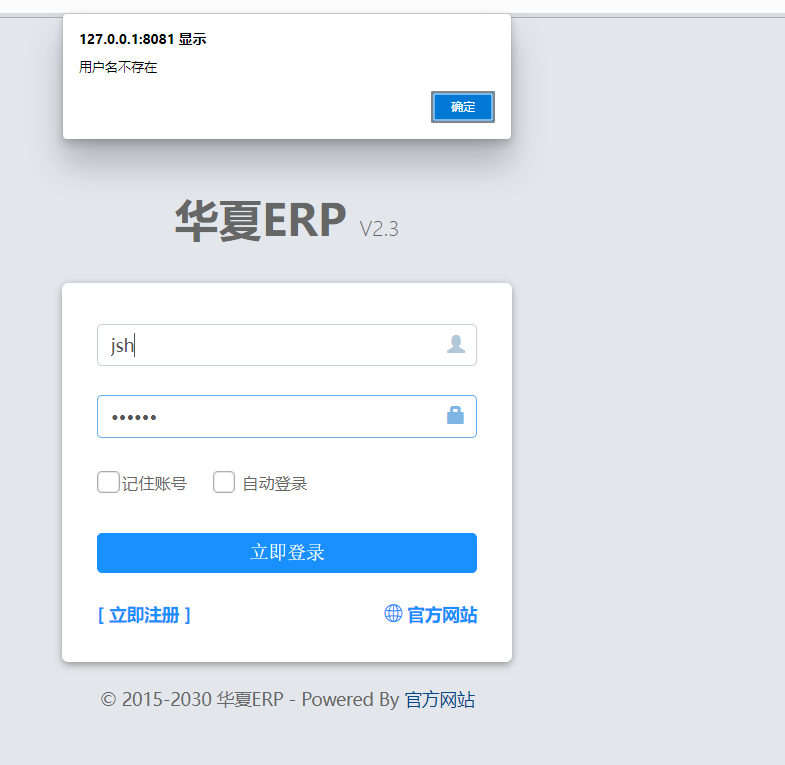 127.0.0.1:8081 显示
用户名不存在
确定
华夏ERP V2.3
jsh
••••••
记住账号 自动登录
立即登录
[ 立即注册 ] 官方网站
© 2015-2030 华夏ERP - Powered By 官方网站